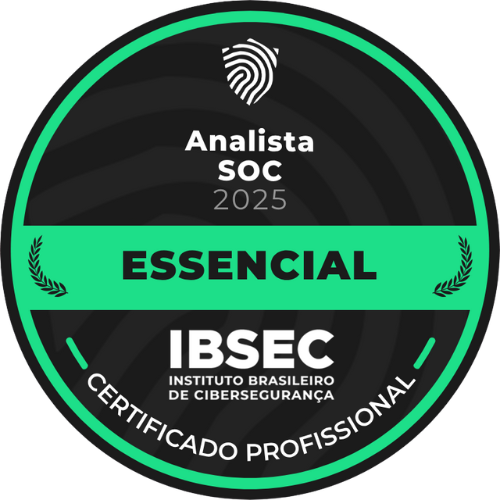 Analista
SOC
2025
ESSENCIAL
IBSEC
INSTITUTO BRASILEIRO
DE CIBERSEGURANÇA
CERTIFICADO PROFISSIONAL